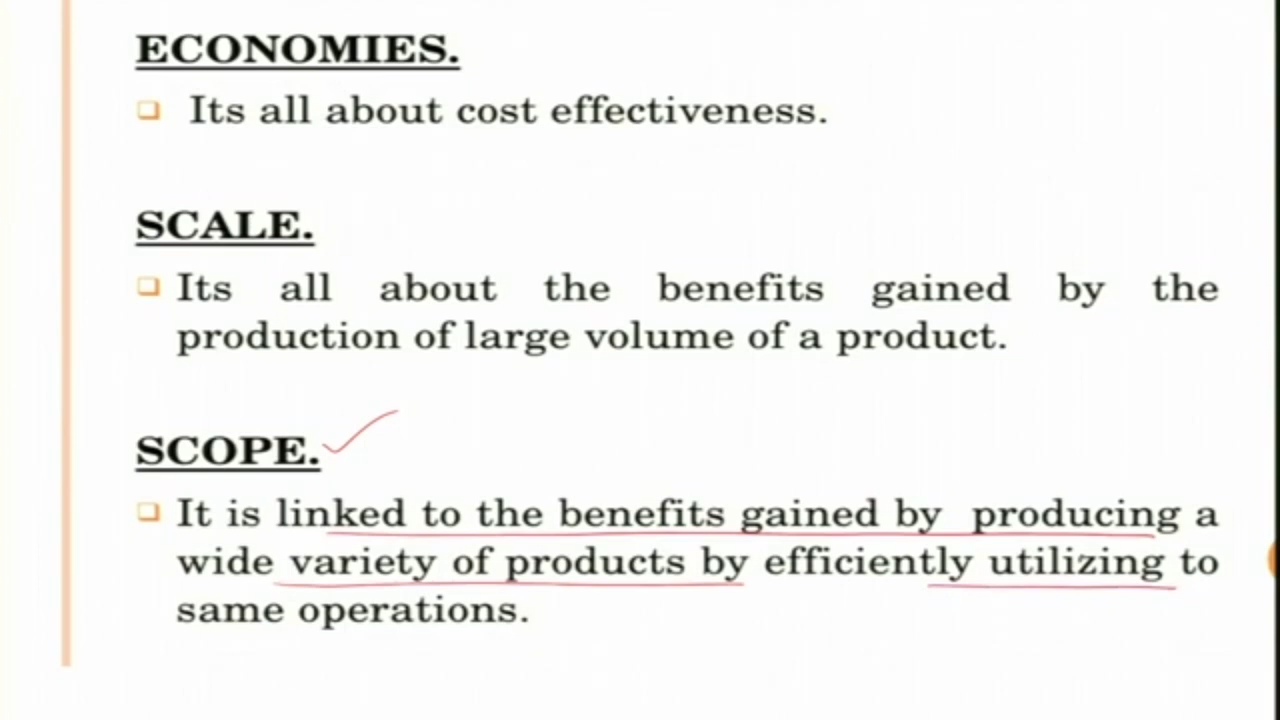 ECONOMIES.
Its all about cost effectiveness.
SCALE.
Its all about the benefits gained by the
production of large volume of a product.
SCOPE.
It is linked to the benefits gained by producing a
wide variety of products by efficiently utilizing to
same operations.